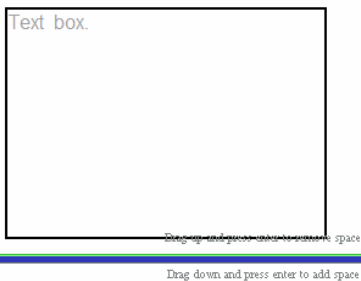 Text box.
Drag up and press enter to remove space
Drag down and press enter to add space